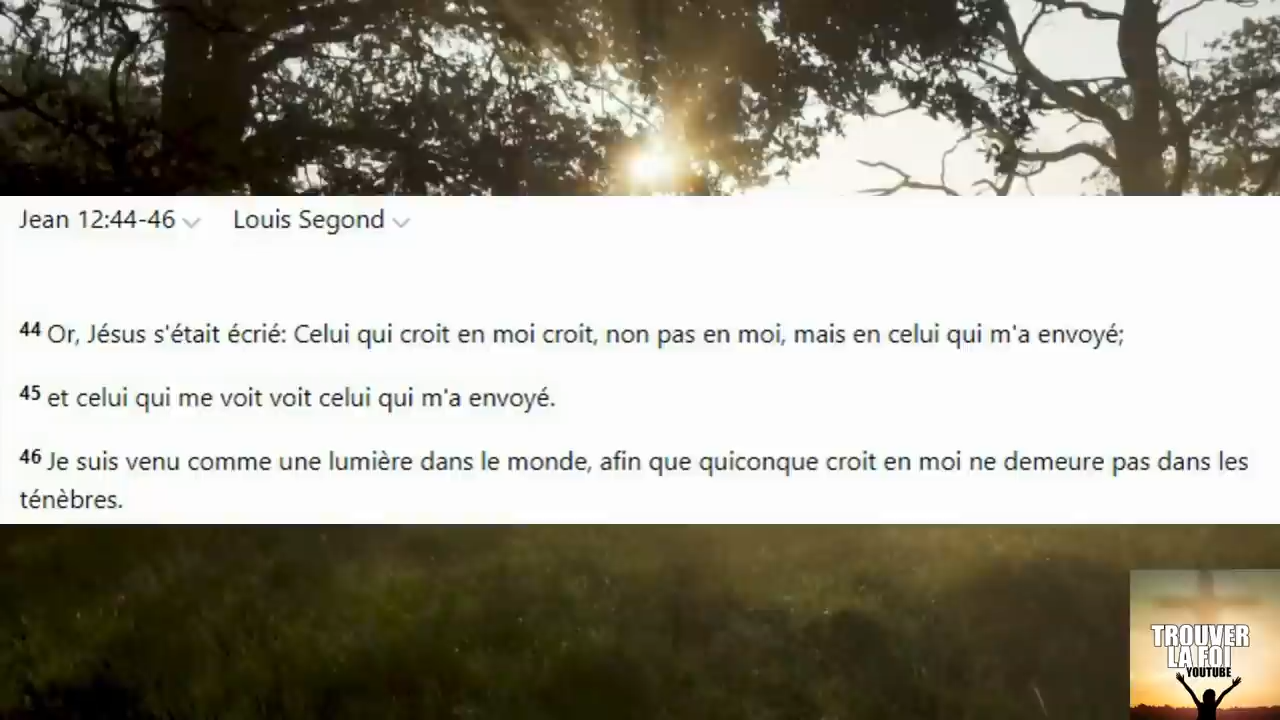 Jean 12:44-46 Louis Segond
44 Or, Jésus s'était écrié: Celui qui croit en moi croit, non pas en moi, mais en celui qui m'a envoyé;
45 et celui qui me voit voit celui qui m'a envoyé.
46 Je suis venu comme une lumière dans le monde, afin que quiconque croit en moi ne demeure pas dans les
ténèbres.
TROUVER
LA FOI
YOUTUBE